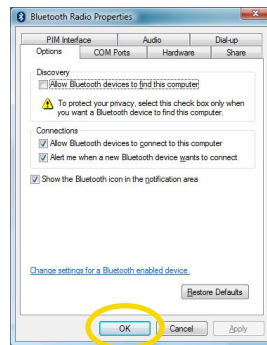 Bluetooth Radio Properties
PIM Interface Audio Dial-up
Options COM Ports Hardware Share
Discovery
Allow Bluetooth devices to find this computer
To protect your privacy, select this check box only when
you want a Bluetooth device to find this computer.
Connections
Allow Bluetooth devices to connect to this computer
Alert me when a new Bluetooth device wants to connect
Show the Bluetooth icon in the notification area
Change settings for a Bluetooth enabled device.
Restore Defaults
OK Cancel Apply